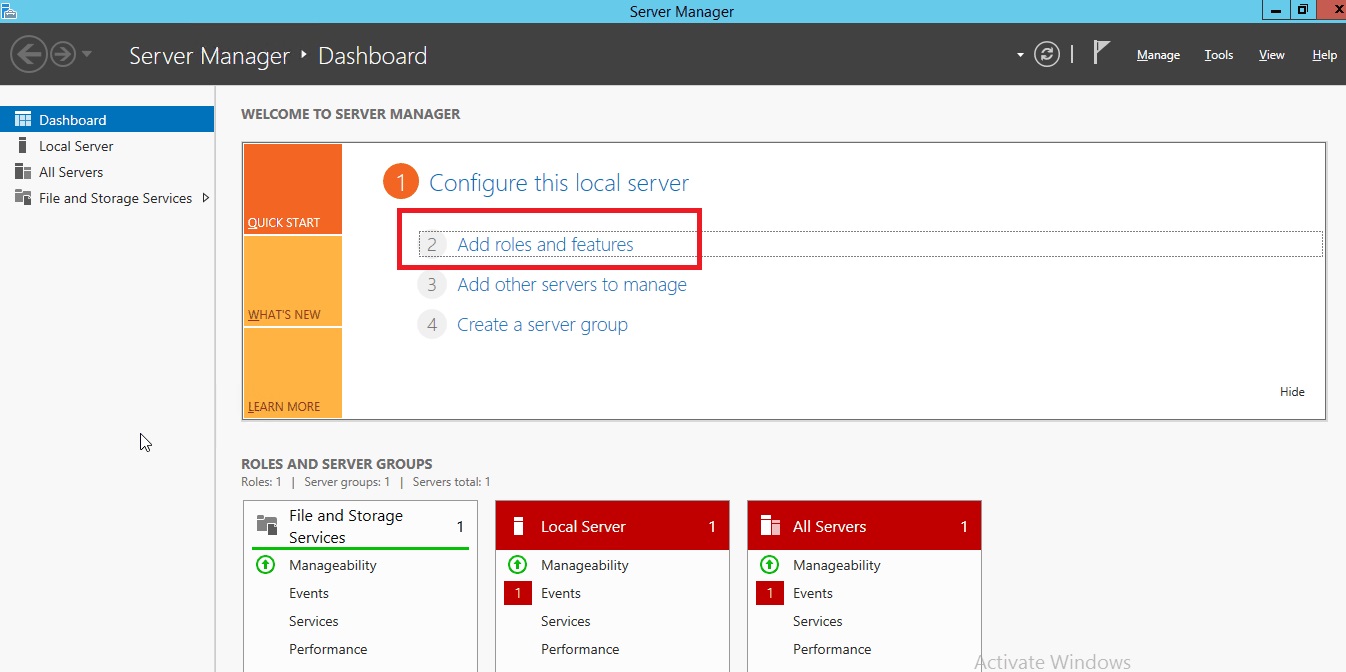 Server Manager
Server Manager ‣ Dashboard
Manage Tools View Help
Dashboard
Local Server
All Servers
File and Storage Services
WELCOME TO SERVER MANAGER
QUICK START
WHAT'S NEW
LEARN MORE
1 Configure this local server
2 Add roles and features
3 Add other servers to manage
4 Create a server group
Hide
ROLES AND SERVER GROUPS
Roles: 1 | Server groups: 1 | Servers total: 1
File and Storage
Services 1
Manageability
Events
Services
Performance
Local Server 1
Manageability
1 Events
Services
Performance
All Servers 1
Manageability
1 Events
Services
Performance
Activate Windows